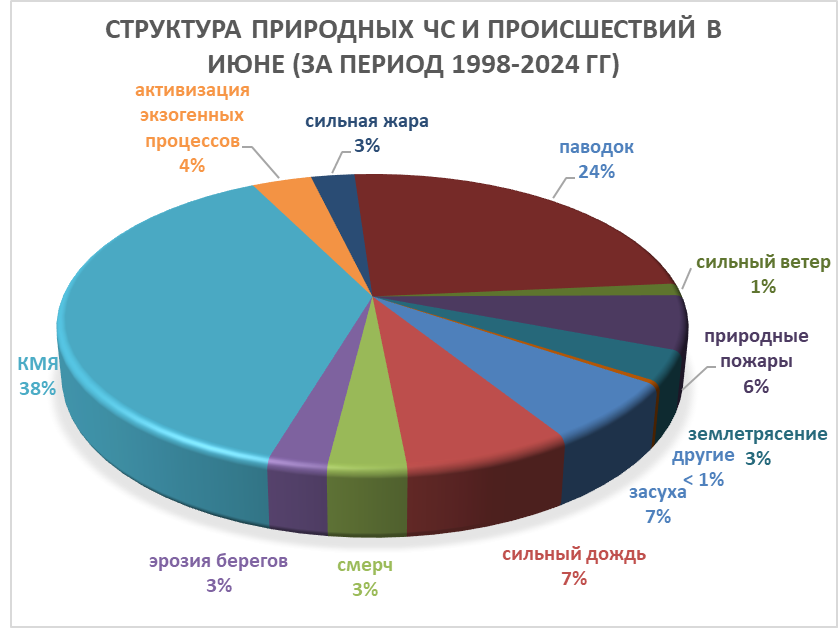 СТРУКТУРА ПРИРОДНЫХ ЧС И ПРОИСШЕСТВИЙ В
ИЮНЕ (ЗА ПЕРИОД 1998-2024 ГГ)
активизация
экзогенных
процессов
4%
сильная жара
3%
паводок
24%
сильный ветер
1%
природные
пожары
6%
КМЯ
38%
землетрясение
3%
другие
< 1%
засуха
7%
сильный дождь
7%
смерч
3%
эрозия берегов
3%